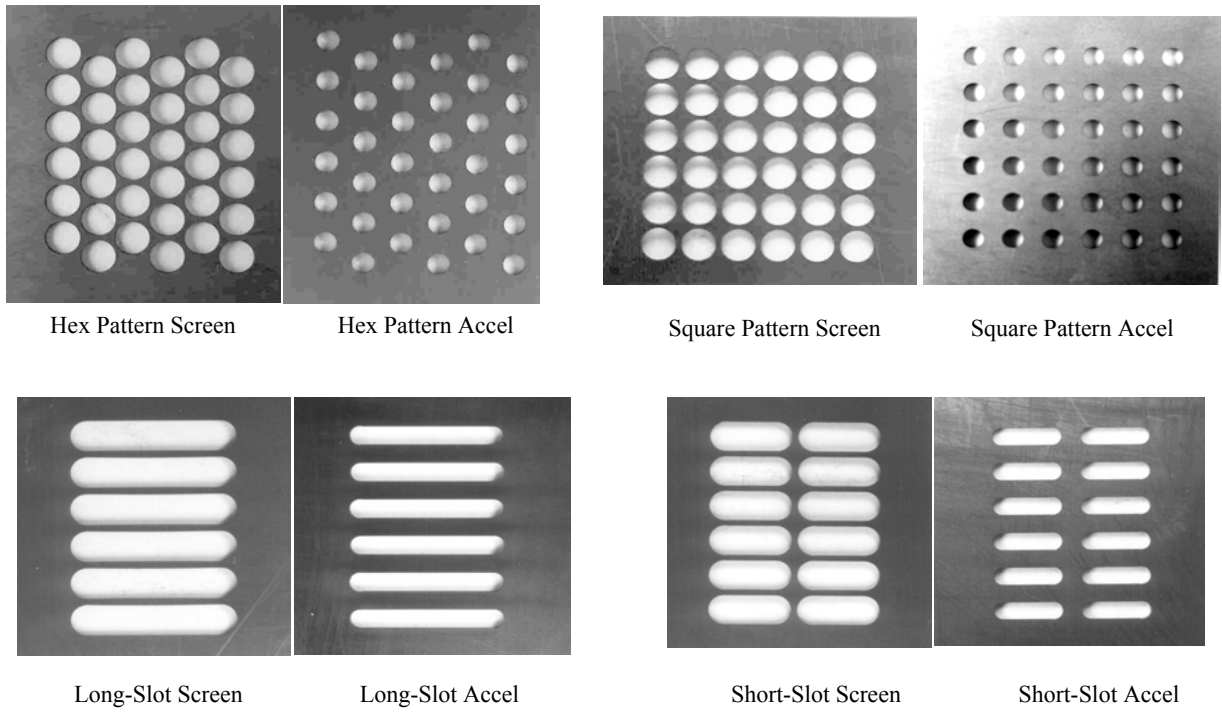 Hex Pattern Screen
Hex Pattern Accel
Square Pattern Screen
Square Pattern Accel
Long-Slot Screen
Long-Slot Accel
Short-Slot Screen
Short-Slot Accel